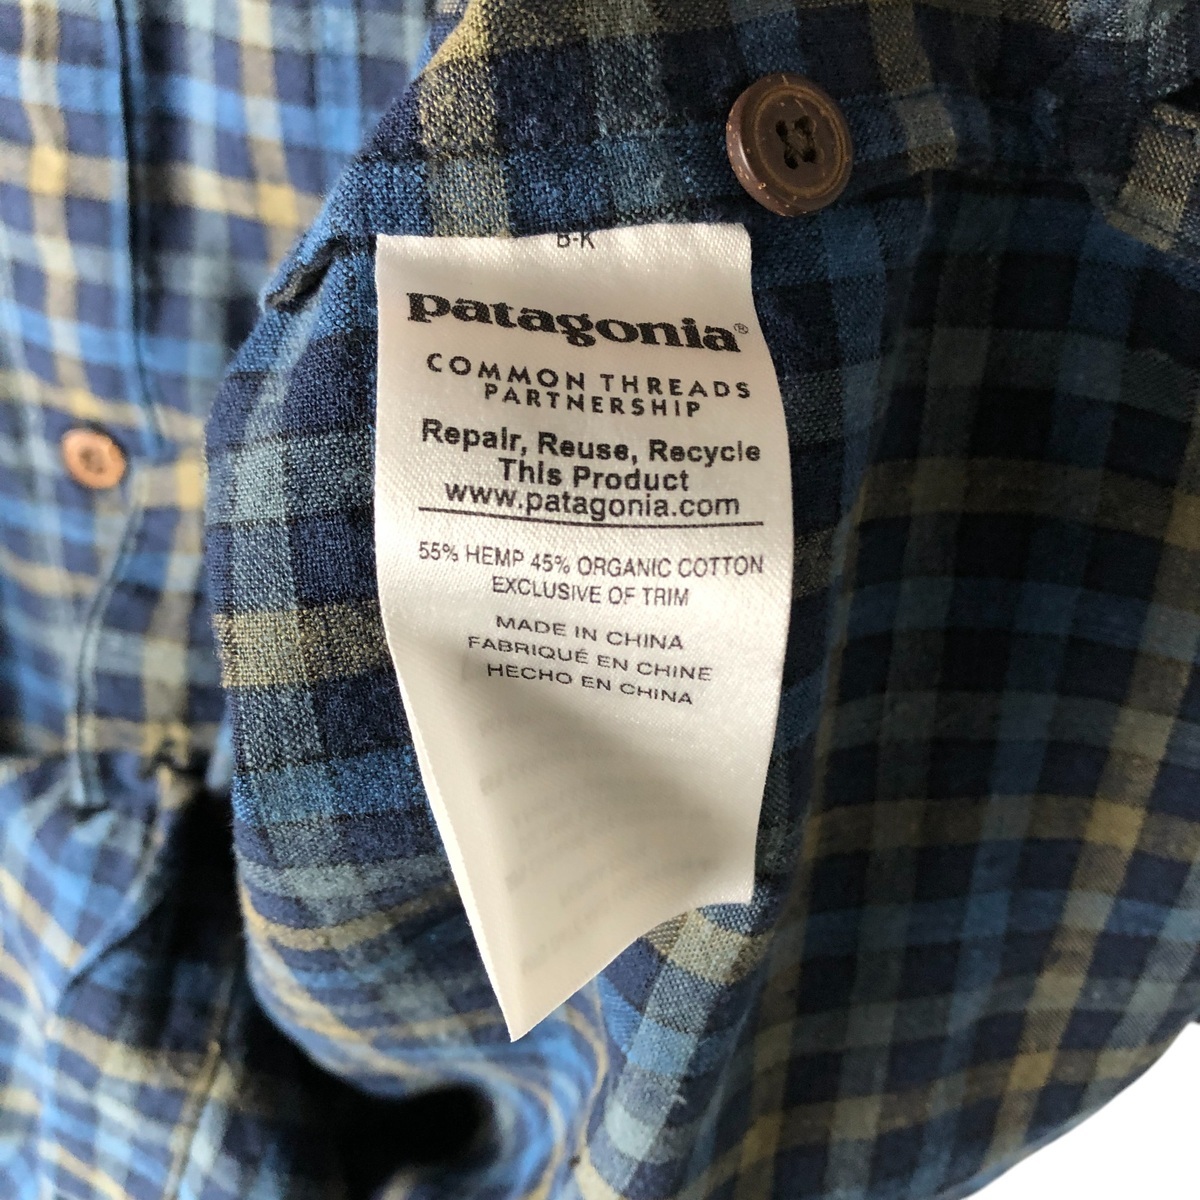 B-K
patagonia®
COMMON THREADS
PARTNERSHIP
Repair, Reuse, Recycle
This Product
www.patagonia.com
55% HEMP 45% ORGANIC COTTON
EXCLUSIVE OF TRIM
MADE IN CHINA
FABRIQUÉ EN CHINE
HECHO EN CHINA